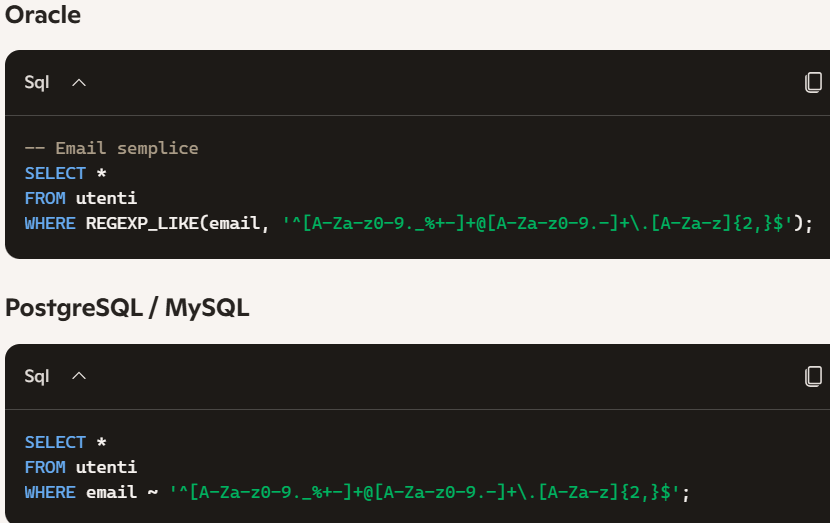 Oracle
Sql
-- Email semplice
SELECT *
FROM utenti
WHERE REGEXP_LIKE(email, '^[A-Za-z0-9._%+-]+@[A-Za-z0-9.-]+\.[A-Za-z]{2,}$');
PostgreSQL / MySQL
Sql
SELECT *
FROM utenti
WHERE email ~ '^[A-Za-z0-9._%+-]+@[A-Za-z0-9.-]+\.[A-Za-z]{2,}$';